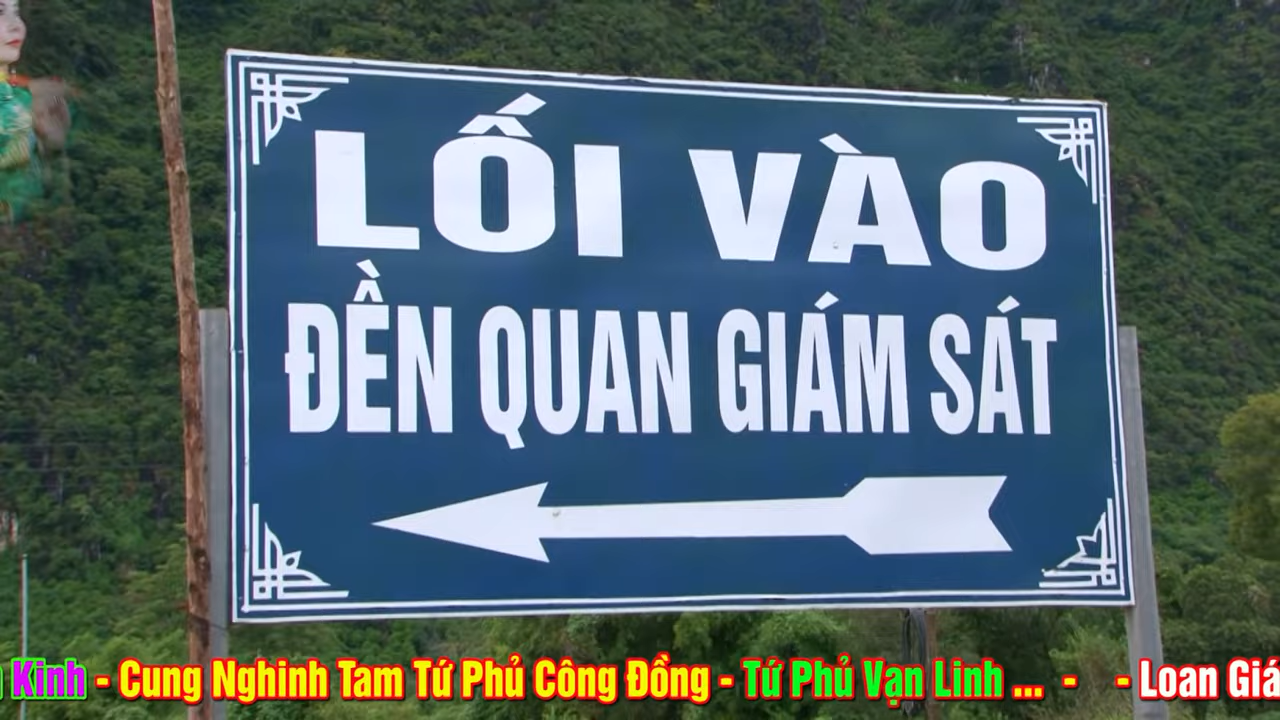 LỐI VÀO
ĐỀN QUAN GIÁM SÁT
Kinh - Cung Nghinh Tam Tứ Phủ Công Đồng - Tứ Phủ Vạn Linh ... - - Loan Giá